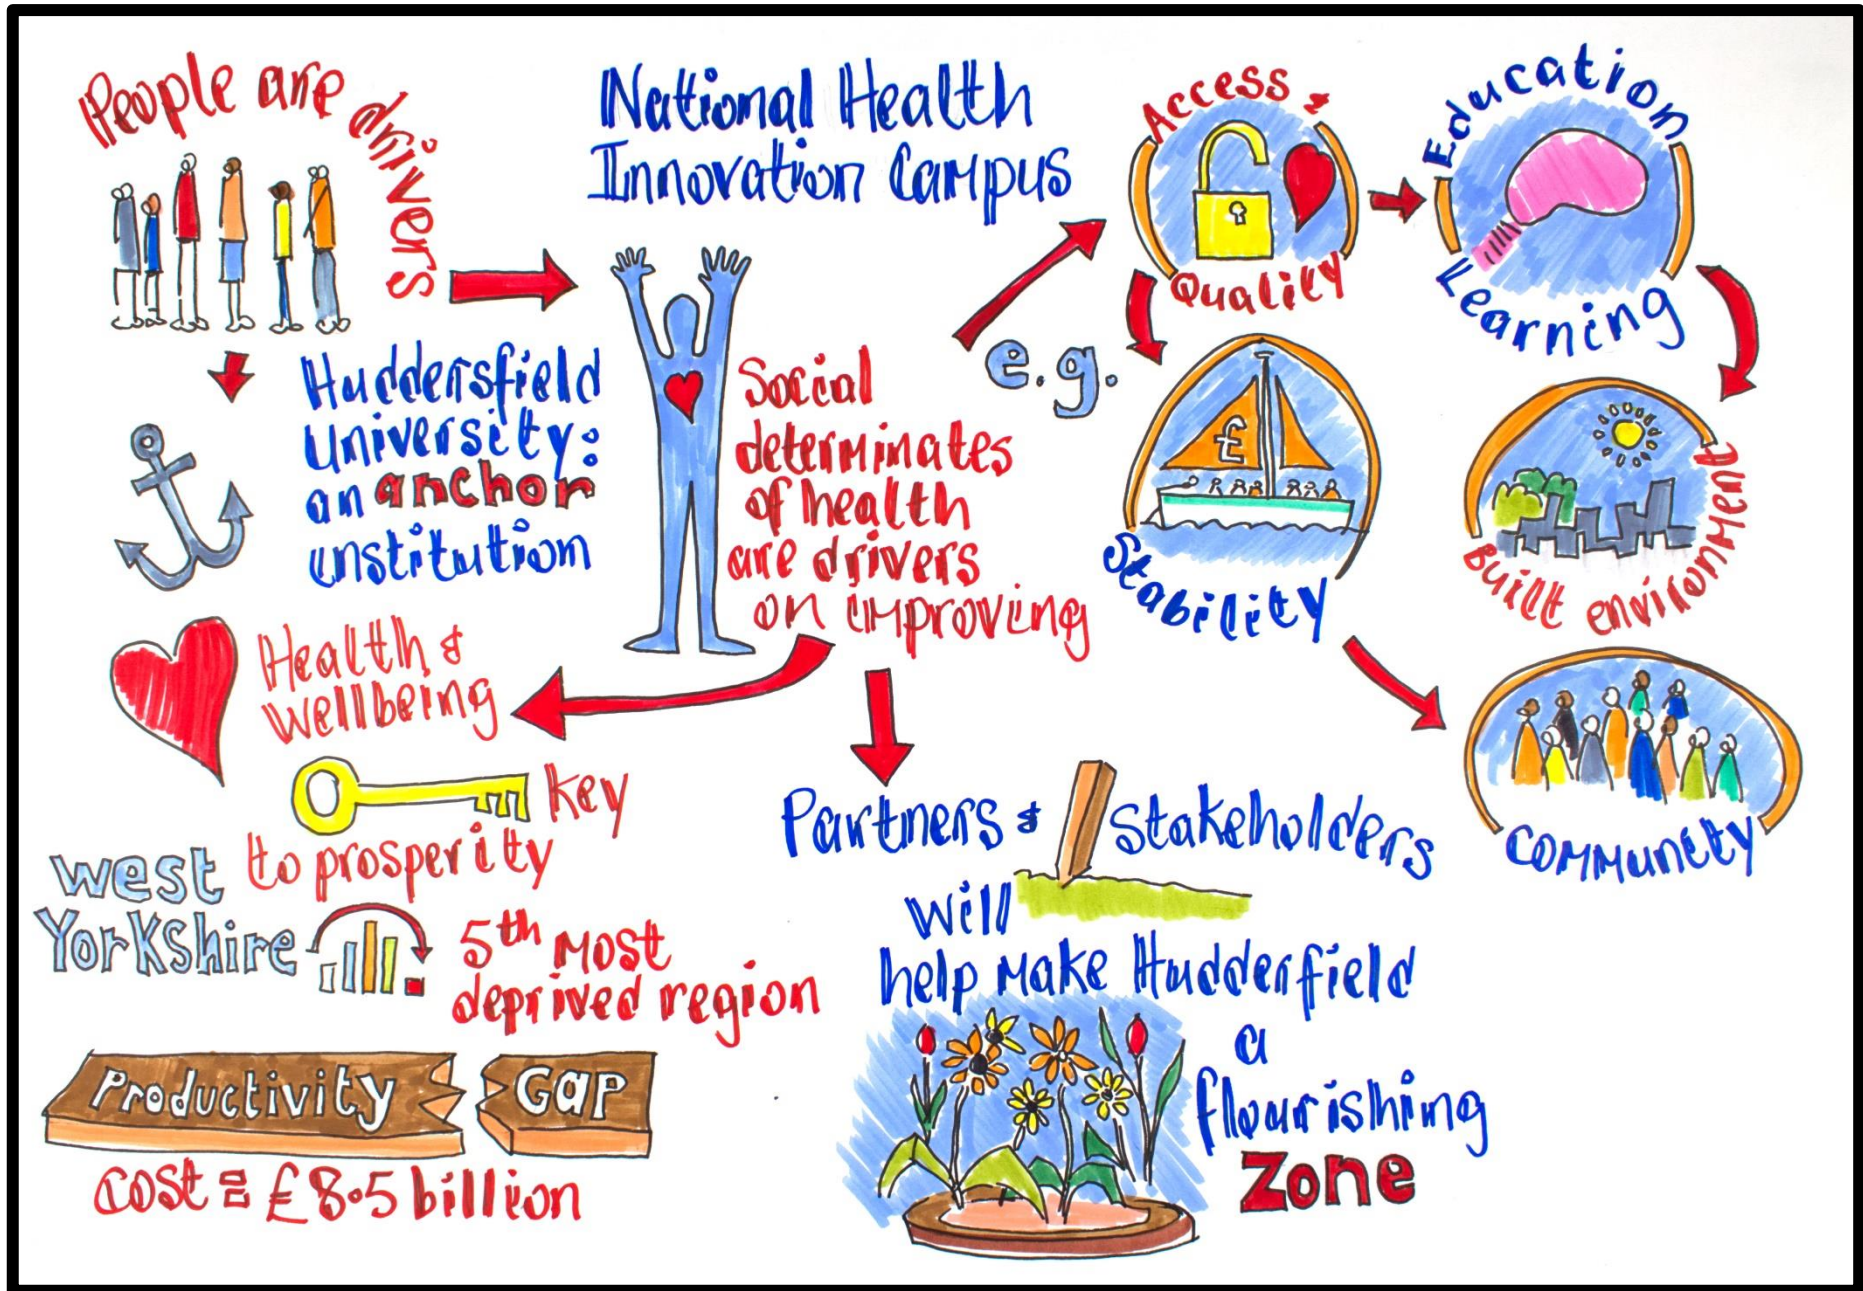 People are drivers
National Health
Innovation Campus
Huddersfield
University:
an anchor
institution
Social
determinates
of health
are drivers
on improving
e.g.
Access &
Quality
Education
Learning
£
Stability
Built environment
Community
Health &
wellbeing
Key
to prosperity
West
Yorkshire
5th most
deprived region
Productivity Gap
cost = £8.5 billion
Partners & Stakeholders
will
help make Hudderfield
a
flourishing
Zone